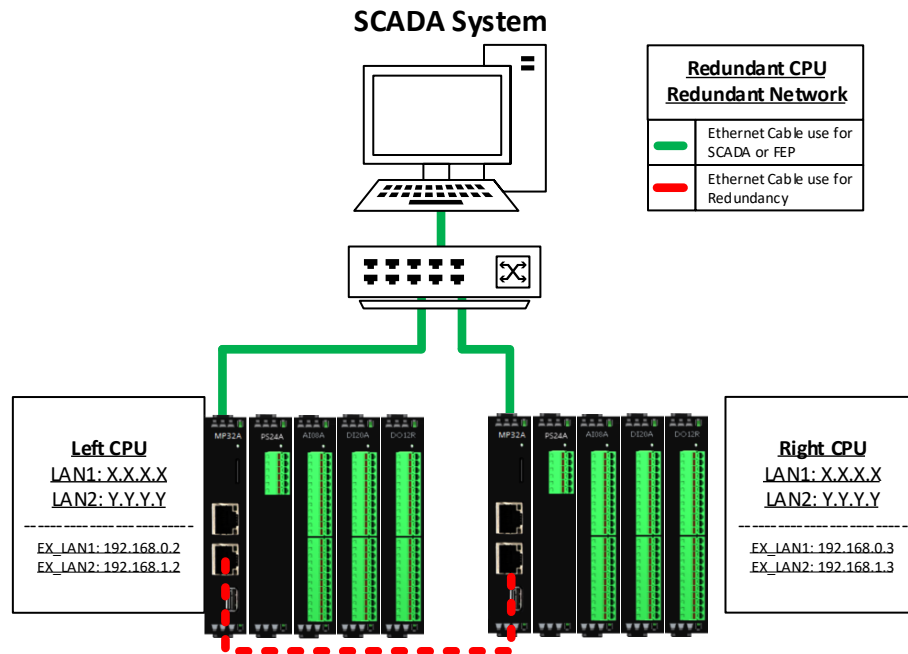 SCADA System
Redundant CPU
Redundant Network
Ethernet Cable use for
SCADA or FEP
Ethernet Cable use for
Redundancy
Left CPU
LAN1: X.X.X.X
LAN2: Y.Y.Y.Y
EX_LAN1: 192.168.0.2
EX_LAN2: 192.168.1.2
MP32A
PS24A
AI08A
DI20A
DO12R
MP32A
PS24A
AI08A
DI20A
DO12R
Right CPU
LAN1: X.X.X.X
LAN2: Y.Y.Y.Y
EX_LAN1: 192.168.0.3
EX_LAN2: 192.168.1.3